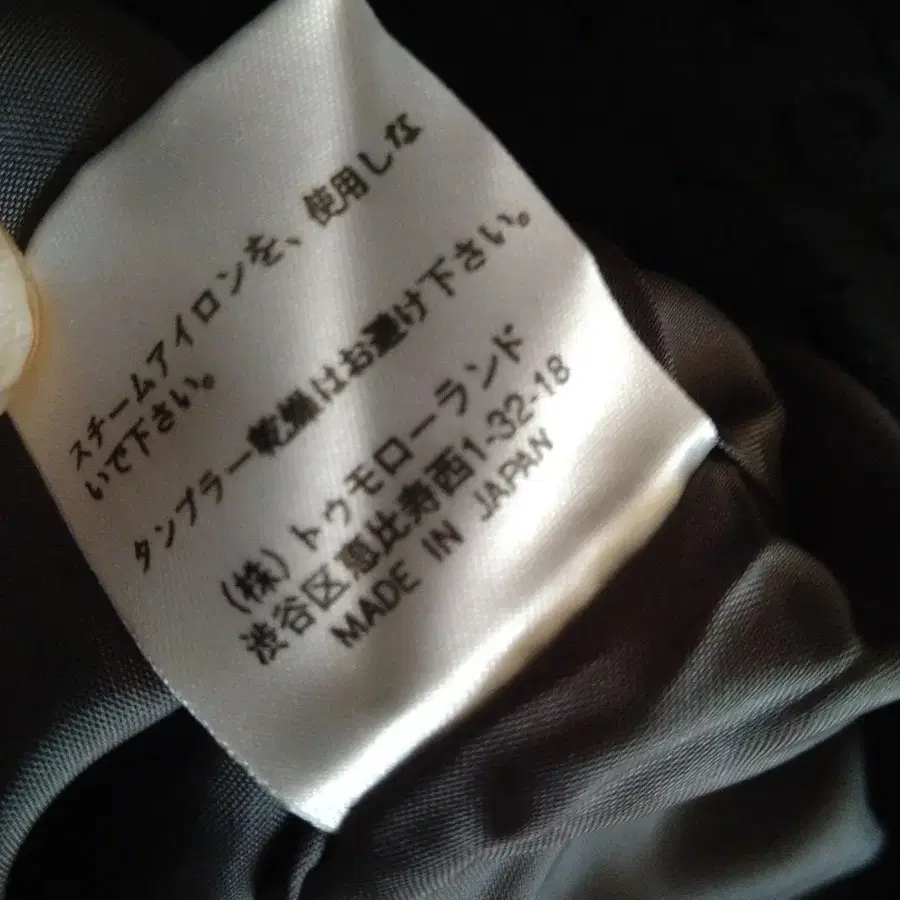 スチームアイロンを、使用しな
いで下さい。
タンブラー乾燥はお避け下さい。
(株)トゥモローランド
渋谷区恵比寿西1-32-18
MADE IN JAPAN